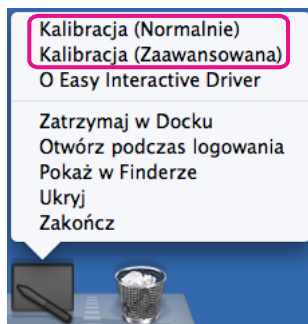 Kalibracja (Normalnie)
Kalibracja (Zaawansowana)
O Easy Interactive Driver
Zatrzymaj w Docku
Otwórz podczas logowania
Pokaż w Finderze
Ukryj
Zakończ